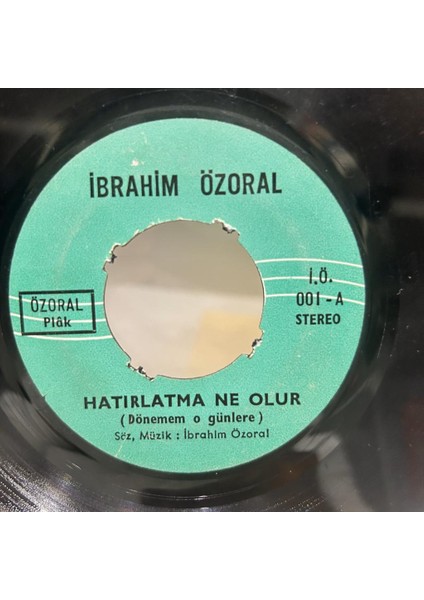 İBRAHİM ÖZORAL
İ.Ö.
001-A
STEREO
ÖZORAL
Plâk
HATIRLATMA NE OLUR
(Dönemem o günlere)
Söz, Müzik : İbrahim Özoral